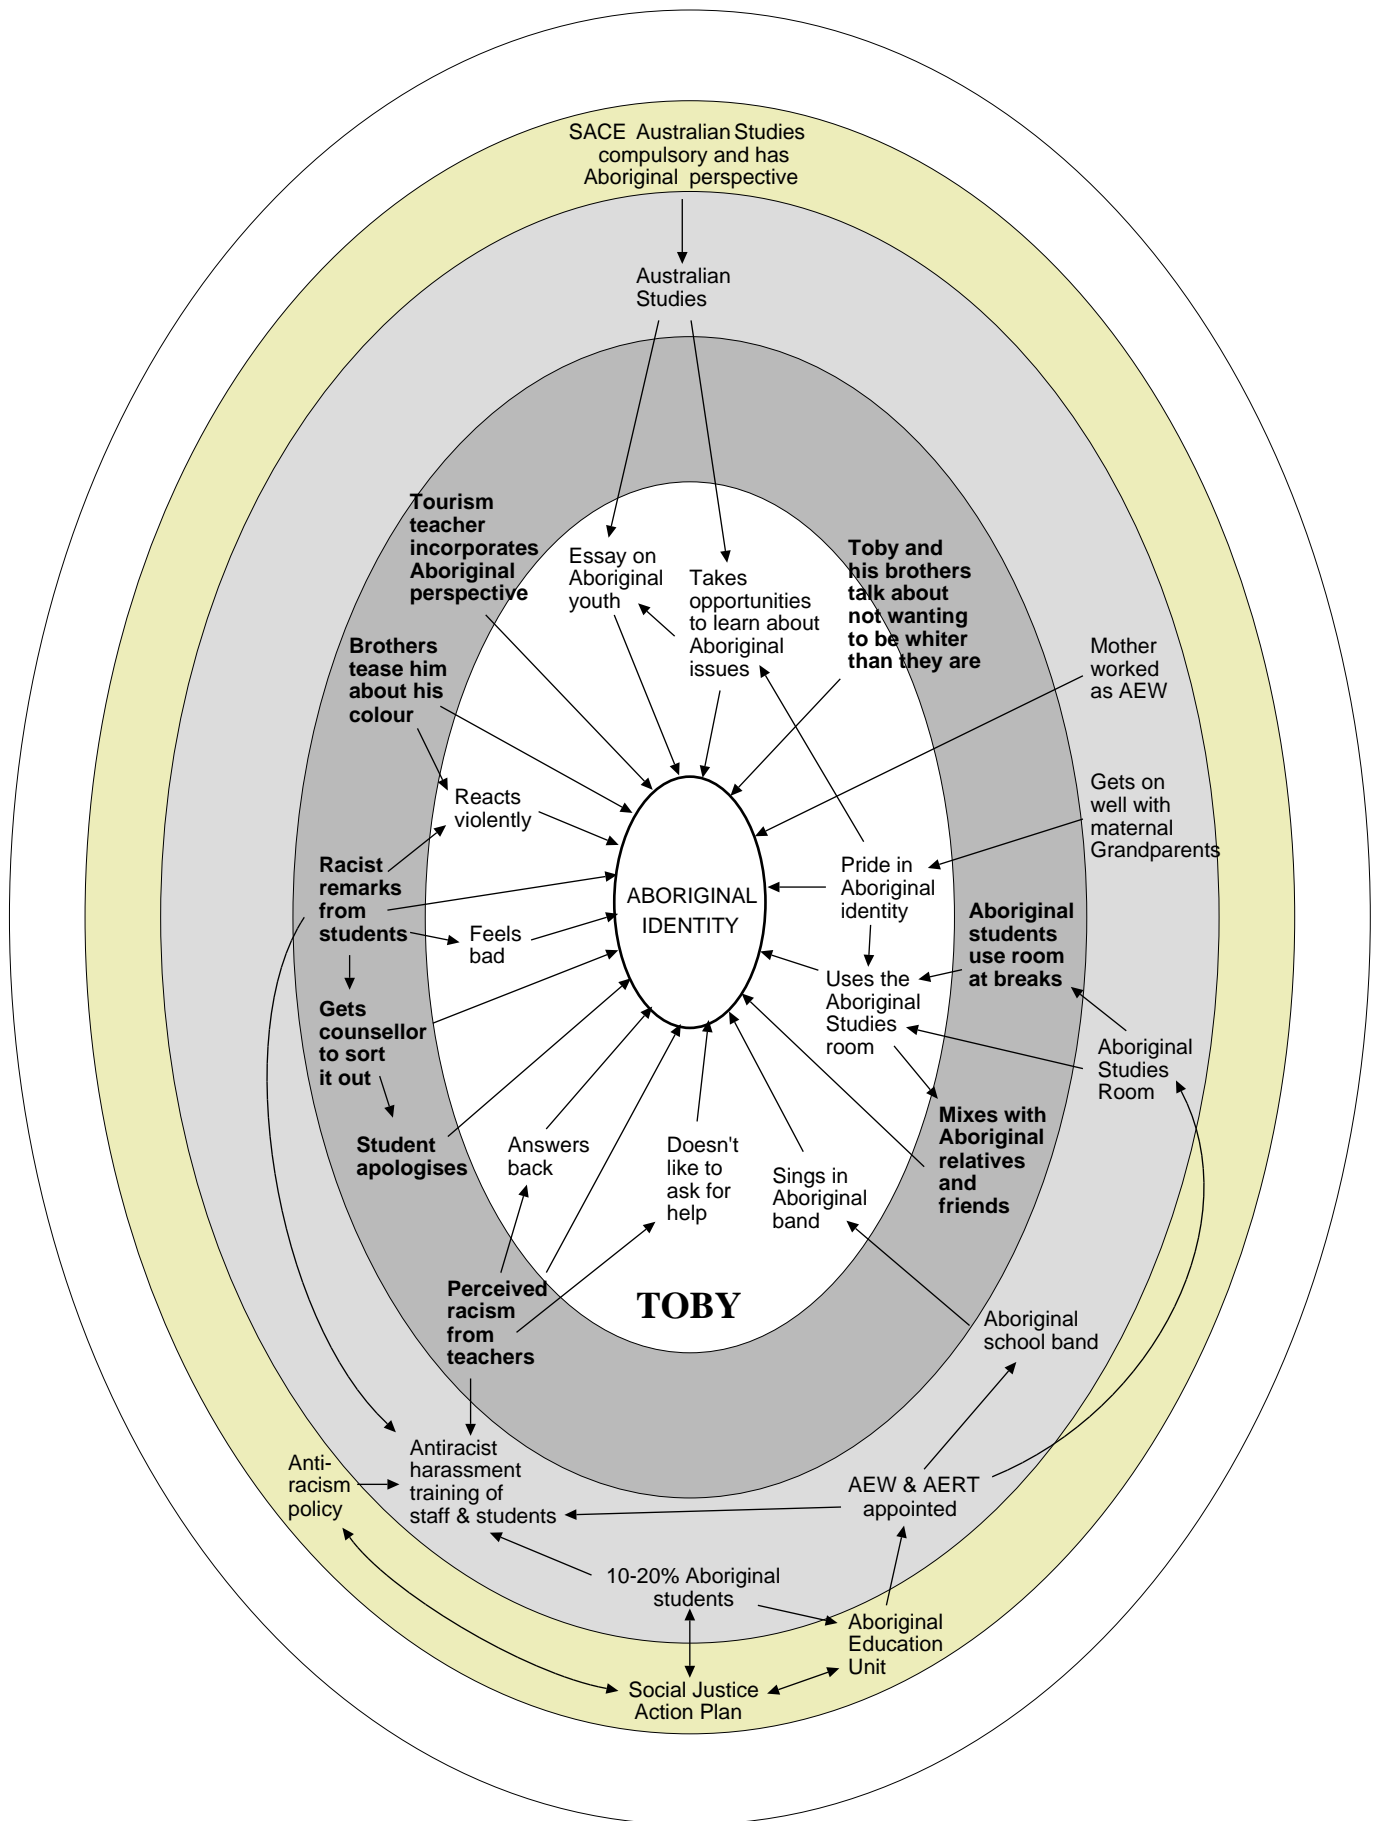 SACE Australian Studies
compulsory and has
Aboriginal perspective
Australian
Studies
Tourism
teacher
incorporates
Aboriginal
perspective
Essay on
Aboriginal
youth
Takes
opportunities
to learn about
Aboriginal
issues
Toby and
his brothers
talk about
not wanting
to be whiter
than they are
Brothers
tease him
about his
colour
Mother
worked
as AEW
Reacts
violently
Gets on
well with
maternal
Grandparents
Racist
remarks
from
students
Feels
bad
ABORIGINAL
IDENTITY
Pride in
Aboriginal
identity
Aboriginal
students
use room
at breaks
Uses the
Aboriginal
Studies
room
Gets
counsellor
to sort
it out
Aboriginal
Studies
Room
Student
apologises
Answers
back
Doesn't
like to
ask for
help
Sings in
Aboriginal
band
Mixes with
Aboriginal
relatives
and
friends
Perceived
racism
from
teachers
TOBY
Aboriginal
school band
Anti-
racism
policy
Antiracist
harassment
training of
staff & students
AEW & AERT
appointed
10-20% Aboriginal
students
Aboriginal
Education
Unit
Social Justice
Action Plan